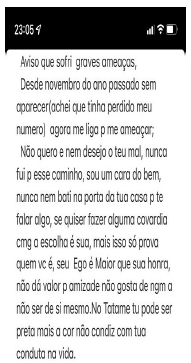 23:05
Aviso que sofri graves ameaças,
Desde novembro do ano passado sem
aparecer(achei que tinha perdido meu
numero) agora me liga p me ameaçar;
Não quero e nem desejo o teu mal, nunca
fui p esse caminho, sou um cara do bem,
nunca nem bati na porta da tua casa p te
falar algo, se quiser fazer alguma covardia
cmg a escolha é sua, mais isso só prova
quem vc é, seu Ego é Maior que sua honra,
não dá valor p amizade não gosta de ngm a
não ser de si mesmo.No Tatame tu pode ser
preta mais a cor não condiz com tua
conduta na vida.